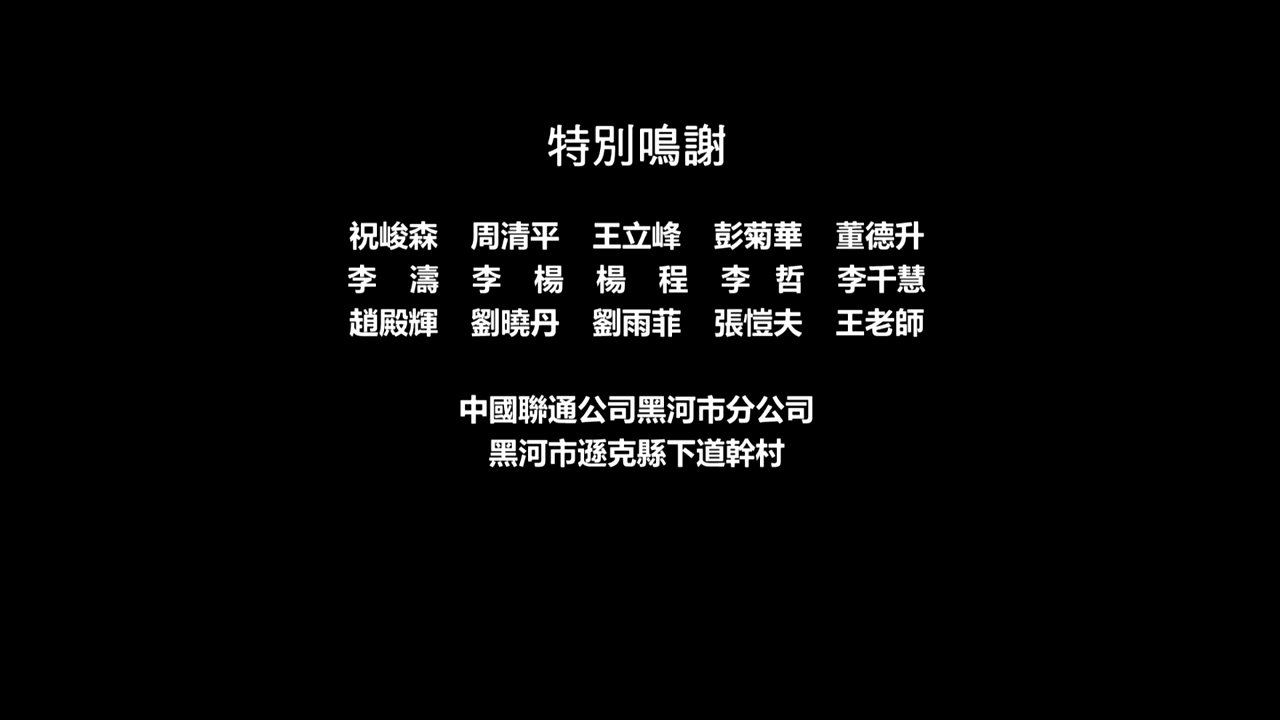 特別鳴謝
祝峻森 周清平 王立峰 彭菊華 董德升
李 濤 李 楊 楊 程 李 哲 李千慧
趙殿輝 劉曉丹 劉雨菲 張愷夫 王老師
中國聯通公司黑河市分公司
黑河市遜克縣下道幹村